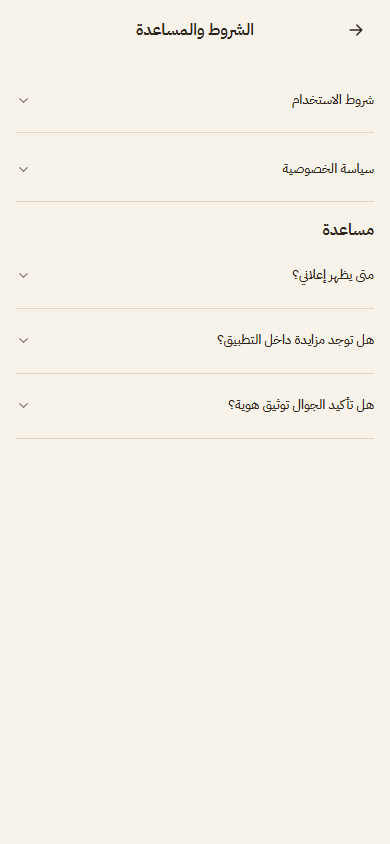 الشروط والمساعدة
شروط الاستخدام
سياسة الخصوصية
مساعدة
متى يظهر إعلاني؟
هل توجد مزايدة داخل التطبيق؟
هل تأكيد الجوال توثيق هوية؟